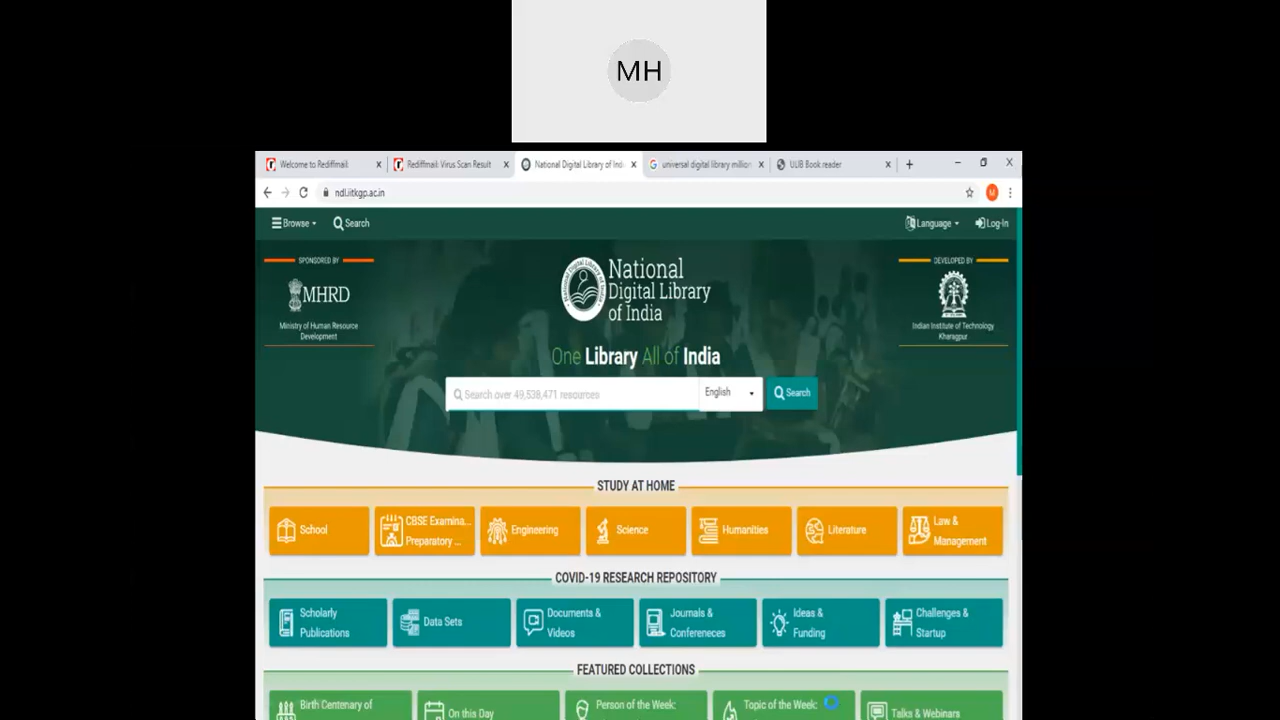 MH
Welcome to Rediffmail:
Rediffmail: Virus Scan Result
National Digital Library of Indi
universal digital library million
ULIB Book reader
ndl.iitkgp.ac.in
M
Browse
Search
Language
Log-In
SPONSORED BY
MHRD
Ministry of Human Resource
Development
National
Digital Library
of India
DEVELOPED BY
Indian Institute of Technology
Kharagpur
One Library All of India
Search over 49,538,471 resources
English
Search
STUDY AT HOME
School
CBSE Examina...
Preparatory ...
Engineering
Science
Humanities
Literature
Law &
Management
COVID-19 RESEARCH REPOSITORY
Scholarly
Publications
Data Sets
Documents &
Videos
Journals &
Confereneces
Ideas &
Funding
Challenges &
Startup
FEATURED COLLECTIONS
Birth Centenary of
On this Day
Person of the Week:
Topic of the Week:
Talks & Webinars